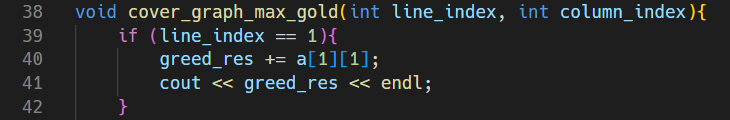 38 void cover_graph_max_gold(int line_index, int column_index){
39 if (line_index == 1){
40 greed_res += a[1][1];
41 cout << greed_res << endl;
42 }